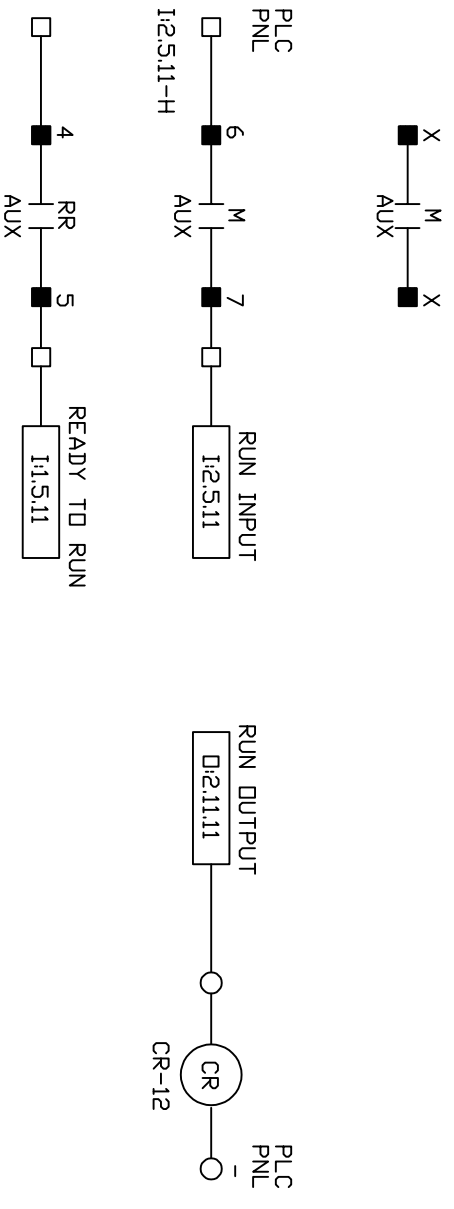 X M X
AUX
PLC
PNL
6 M 7
AUX
I:2.5.11-H
RUN INPUT
I:2.5.11
RUN OUTPUT
O:2.11.11
CR
CR-12
PLC
PNL
-
4 RR 5
AUX
READY TO RUN
I:1.5.11